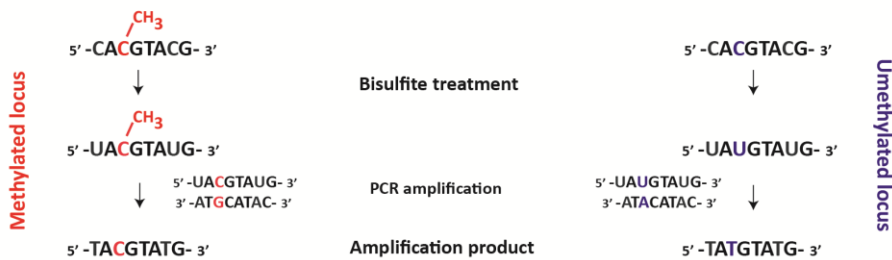 Methylated locus
CH3
5' -CACGTACG- 3'
5' -CACGTACG- 3'
Bisulfite treatment
CH3
5' -UACGTAUG- 3'
5' -UAUGTAUG- 3'
5' -UACGTAUG- 3'
3' -ATGCATAC- 5'
PCR amplification
5' -UAUGTAUG- 3'
3' -ATACATAC- 5'
5' -TACGTATG- 3'
Amplification product
5' -TATGTATG- 3'
Umethylated locus